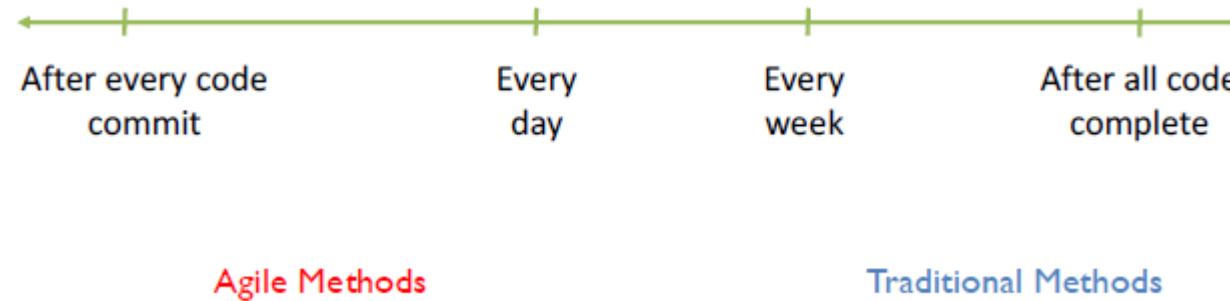 After every code
commit
Every
day
Every
week
After all code
complete
Agile Methods
Traditional Methods